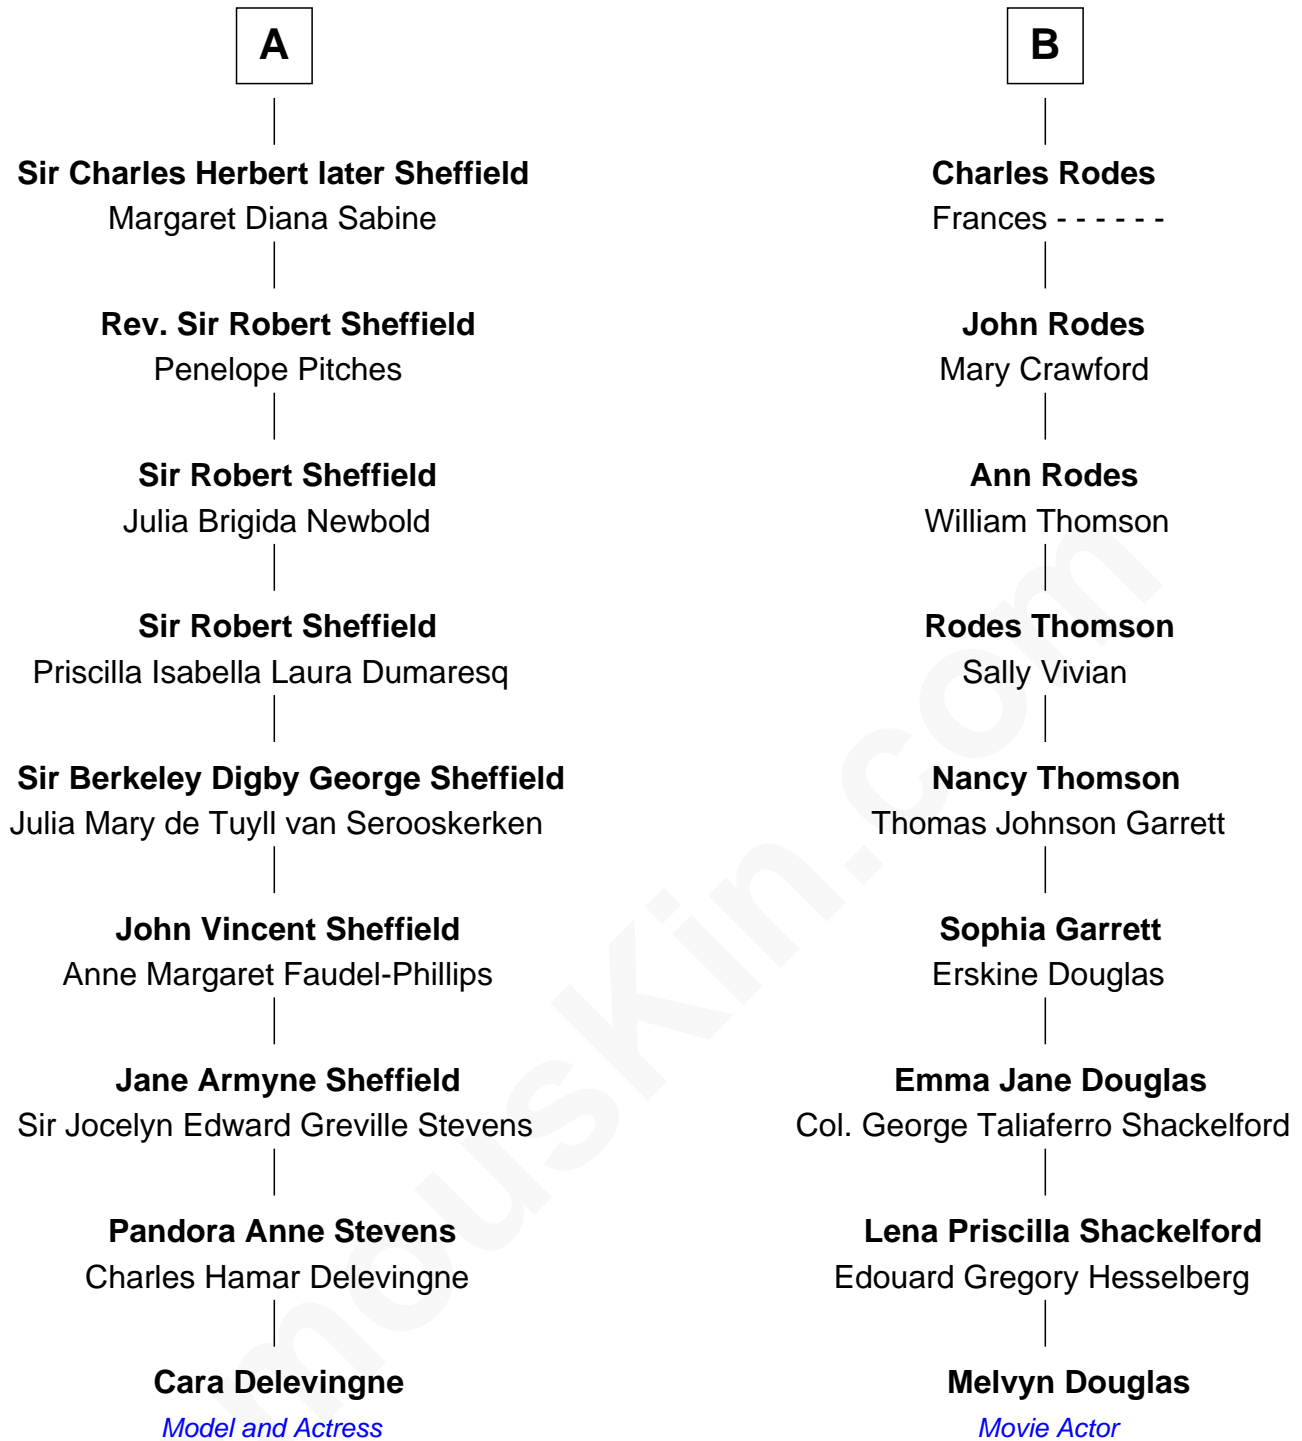 A
Sir Charles Herbert later Sheffield
Margaret Diana Sabine
Rev. Sir Robert Sheffield
Penelope Pitches
Sir Robert Sheffield
Julia Brigida Newbold
Sir Robert Sheffield
Priscilla Isabella Laura Dumaresq
Sir Berkeley Digby George Sheffield
Julia Mary de Tuyll van Serooskerken
John Vincent Sheffield
Anne Margaret Faudel-Phillips
Jane Armyne Sheffield
Sir Jocelyn Edward Greville Stevens
Pandora Anne Stevens
Charles Hamar Delevingne
Cara Delevingne
Model and Actress
B
Charles Rodes
Frances - - - - - -
John Rodes
Mary Crawford
Ann Rodes
William Thomson
Rodes Thomson
Sally Vivian
Nancy Thomson
Thomas Johnson Garrett
Sophia Garrett
Erskine Douglas
Emma Jane Douglas
Col. George Taliaferro Shackelford
Lena Priscilla Shackelford
Edouard Gregory Hesselberg
Melvyn Douglas
Movie Actor
mousKin.com